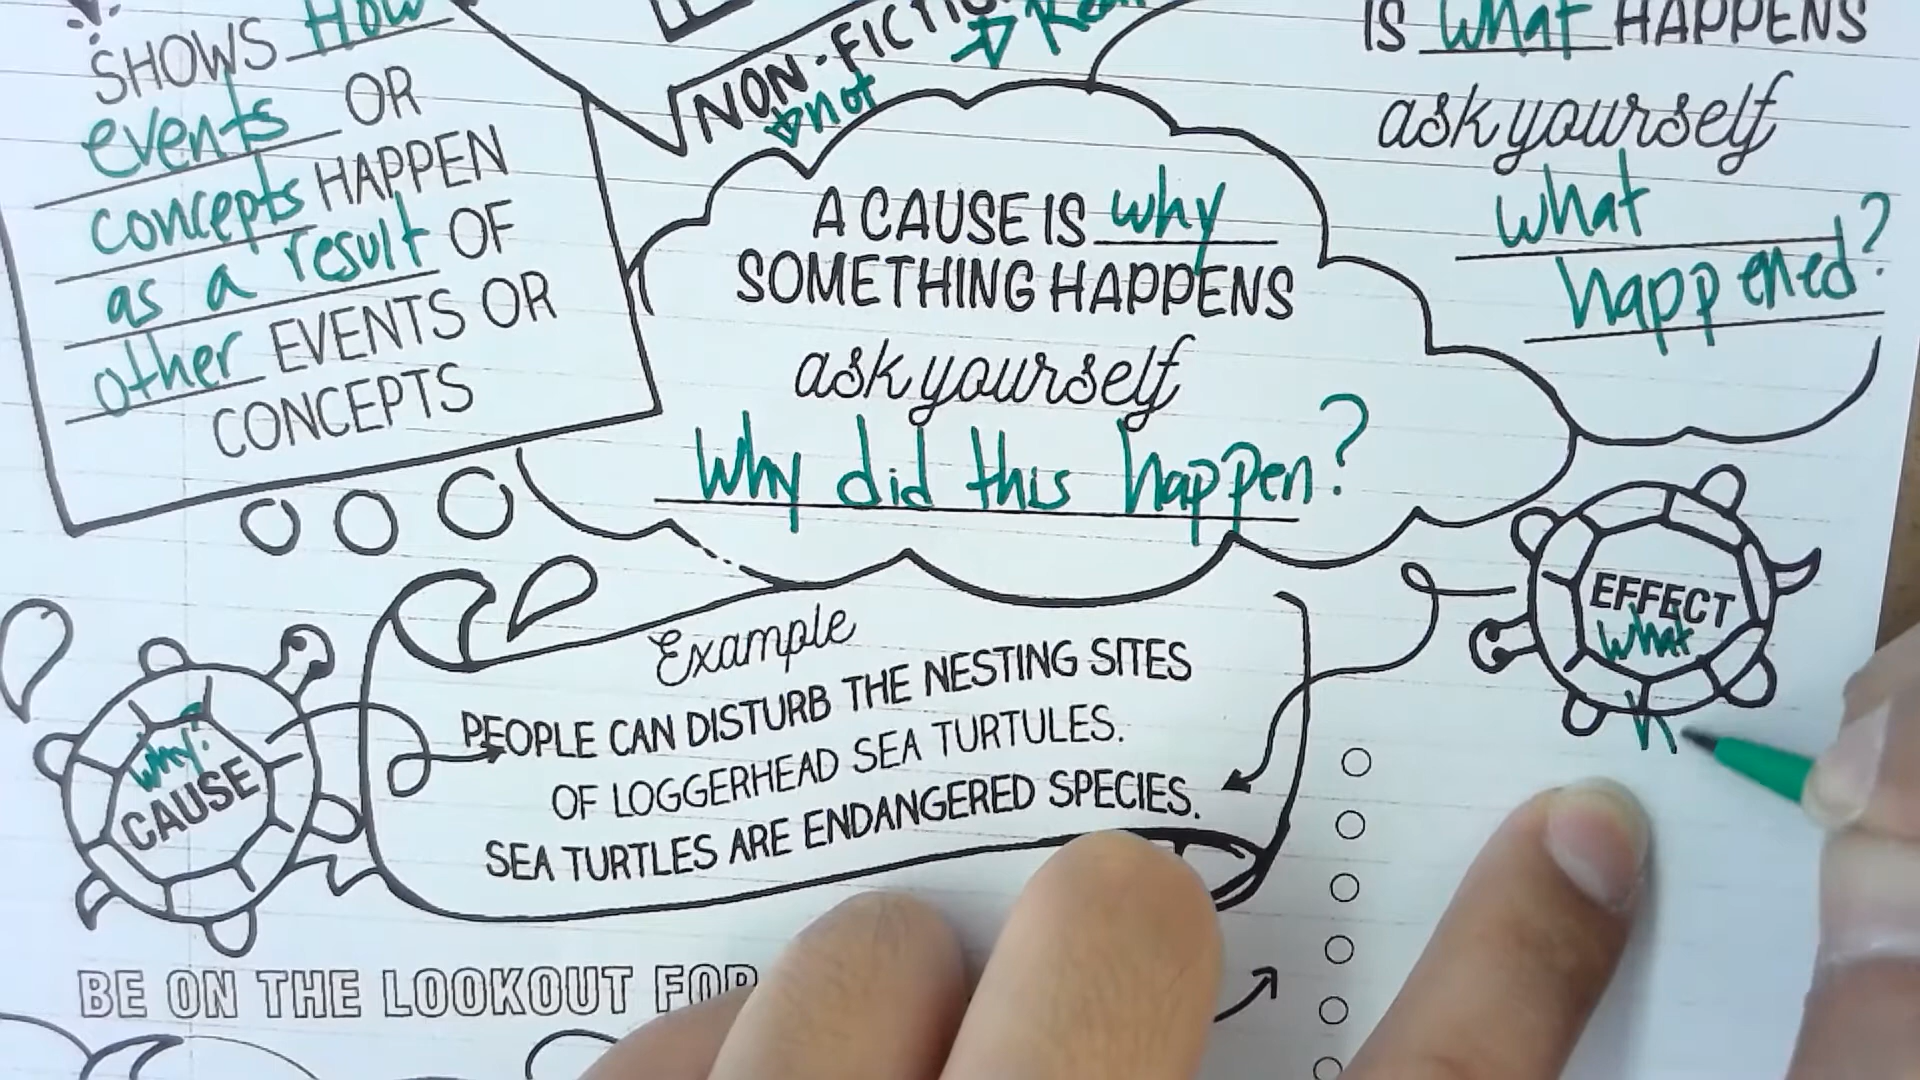 SHOWS How
events OR
concepts HAPPEN
as a result OF
other EVENTS OR
CONCEPTS
NON-FICTIO
not
A CAUSE IS why
SOMETHING HAPPENS
ask yourself
Why did this happen?
IS what HAPPENS
ask yourself
what
happened?
EFFECT
what
h
why?
CAUSE
Example
PEOPLE CAN DISTURB THE NESTING SITES
OF LOGGERHEAD SEA TURTULES.
SEA TURTLES ARE ENDANGERED SPECIES.
BE ON THE LOOKOUT FOR